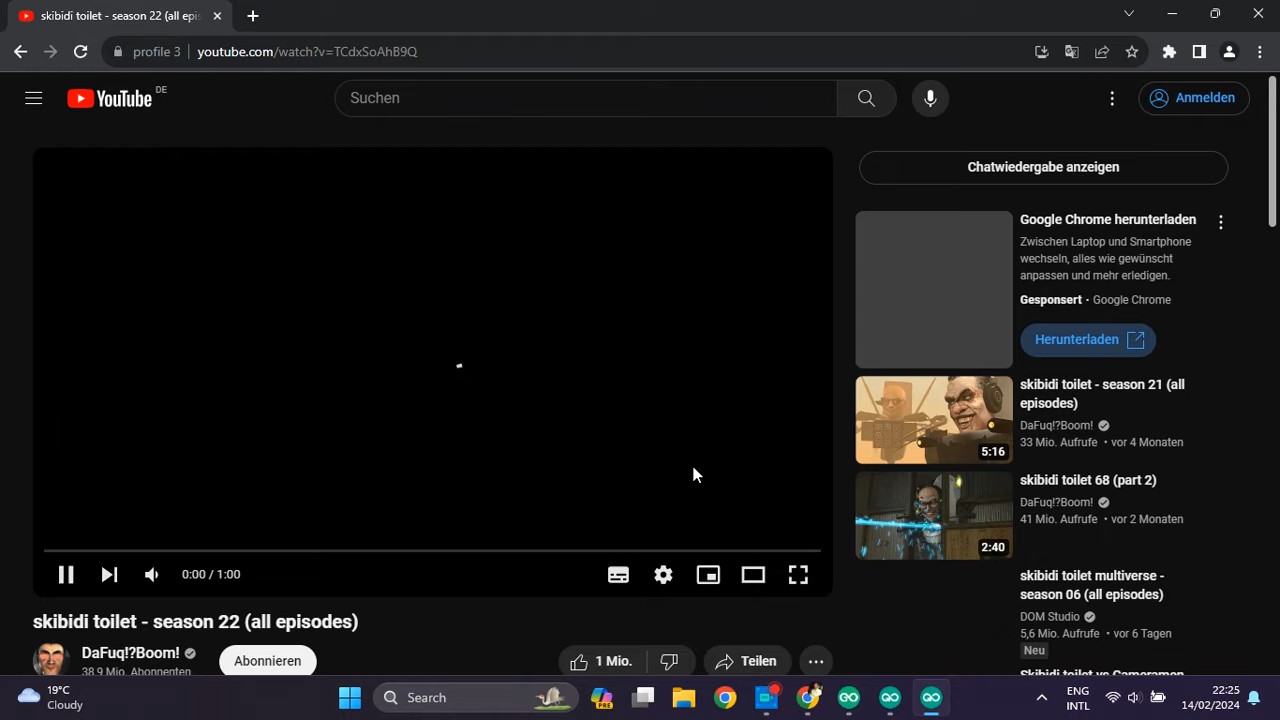 skibidi toilet - season 22 (all epis
profile 3
youtube.com/watch?v=TCdxSoAhB9Q
YouTube DE
Suchen
Anmelden
Chatwiedergabe anzeigen
Google Chrome herunterladen
Zwischen Laptop und Smartphone
wechseln, alles wie gewünscht
anpassen und mehr erledigen.
Gesponsert • Google Chrome
Herunterladen
5:16
skibidi toilet - season 21 (all
episodes)
DaFuq!?Boom!
33 Mio. Aufrufe • vor 4 Monaten
2:40
skibidi toilet 68 (part 2)
DaFuq!?Boom!
41 Mio. Aufrufe • vor 2 Monaten
skibidi toilet multiverse -
season 06 (all episodes)
DOM Studio
5,6 Mio. Aufrufe • vor 6 Tagen
Neu
skibidi toilet vs Cameraman
0:00 / 1:00
skibidi toilet - season 22 (all episodes)
DaFuq!?Boom!
38,9 Mio. Abonnenten
Abonnieren
1 Mio.
Teilen
19°C
Cloudy
Search
PRE
ENG
INTL
22:25
14/02/2024